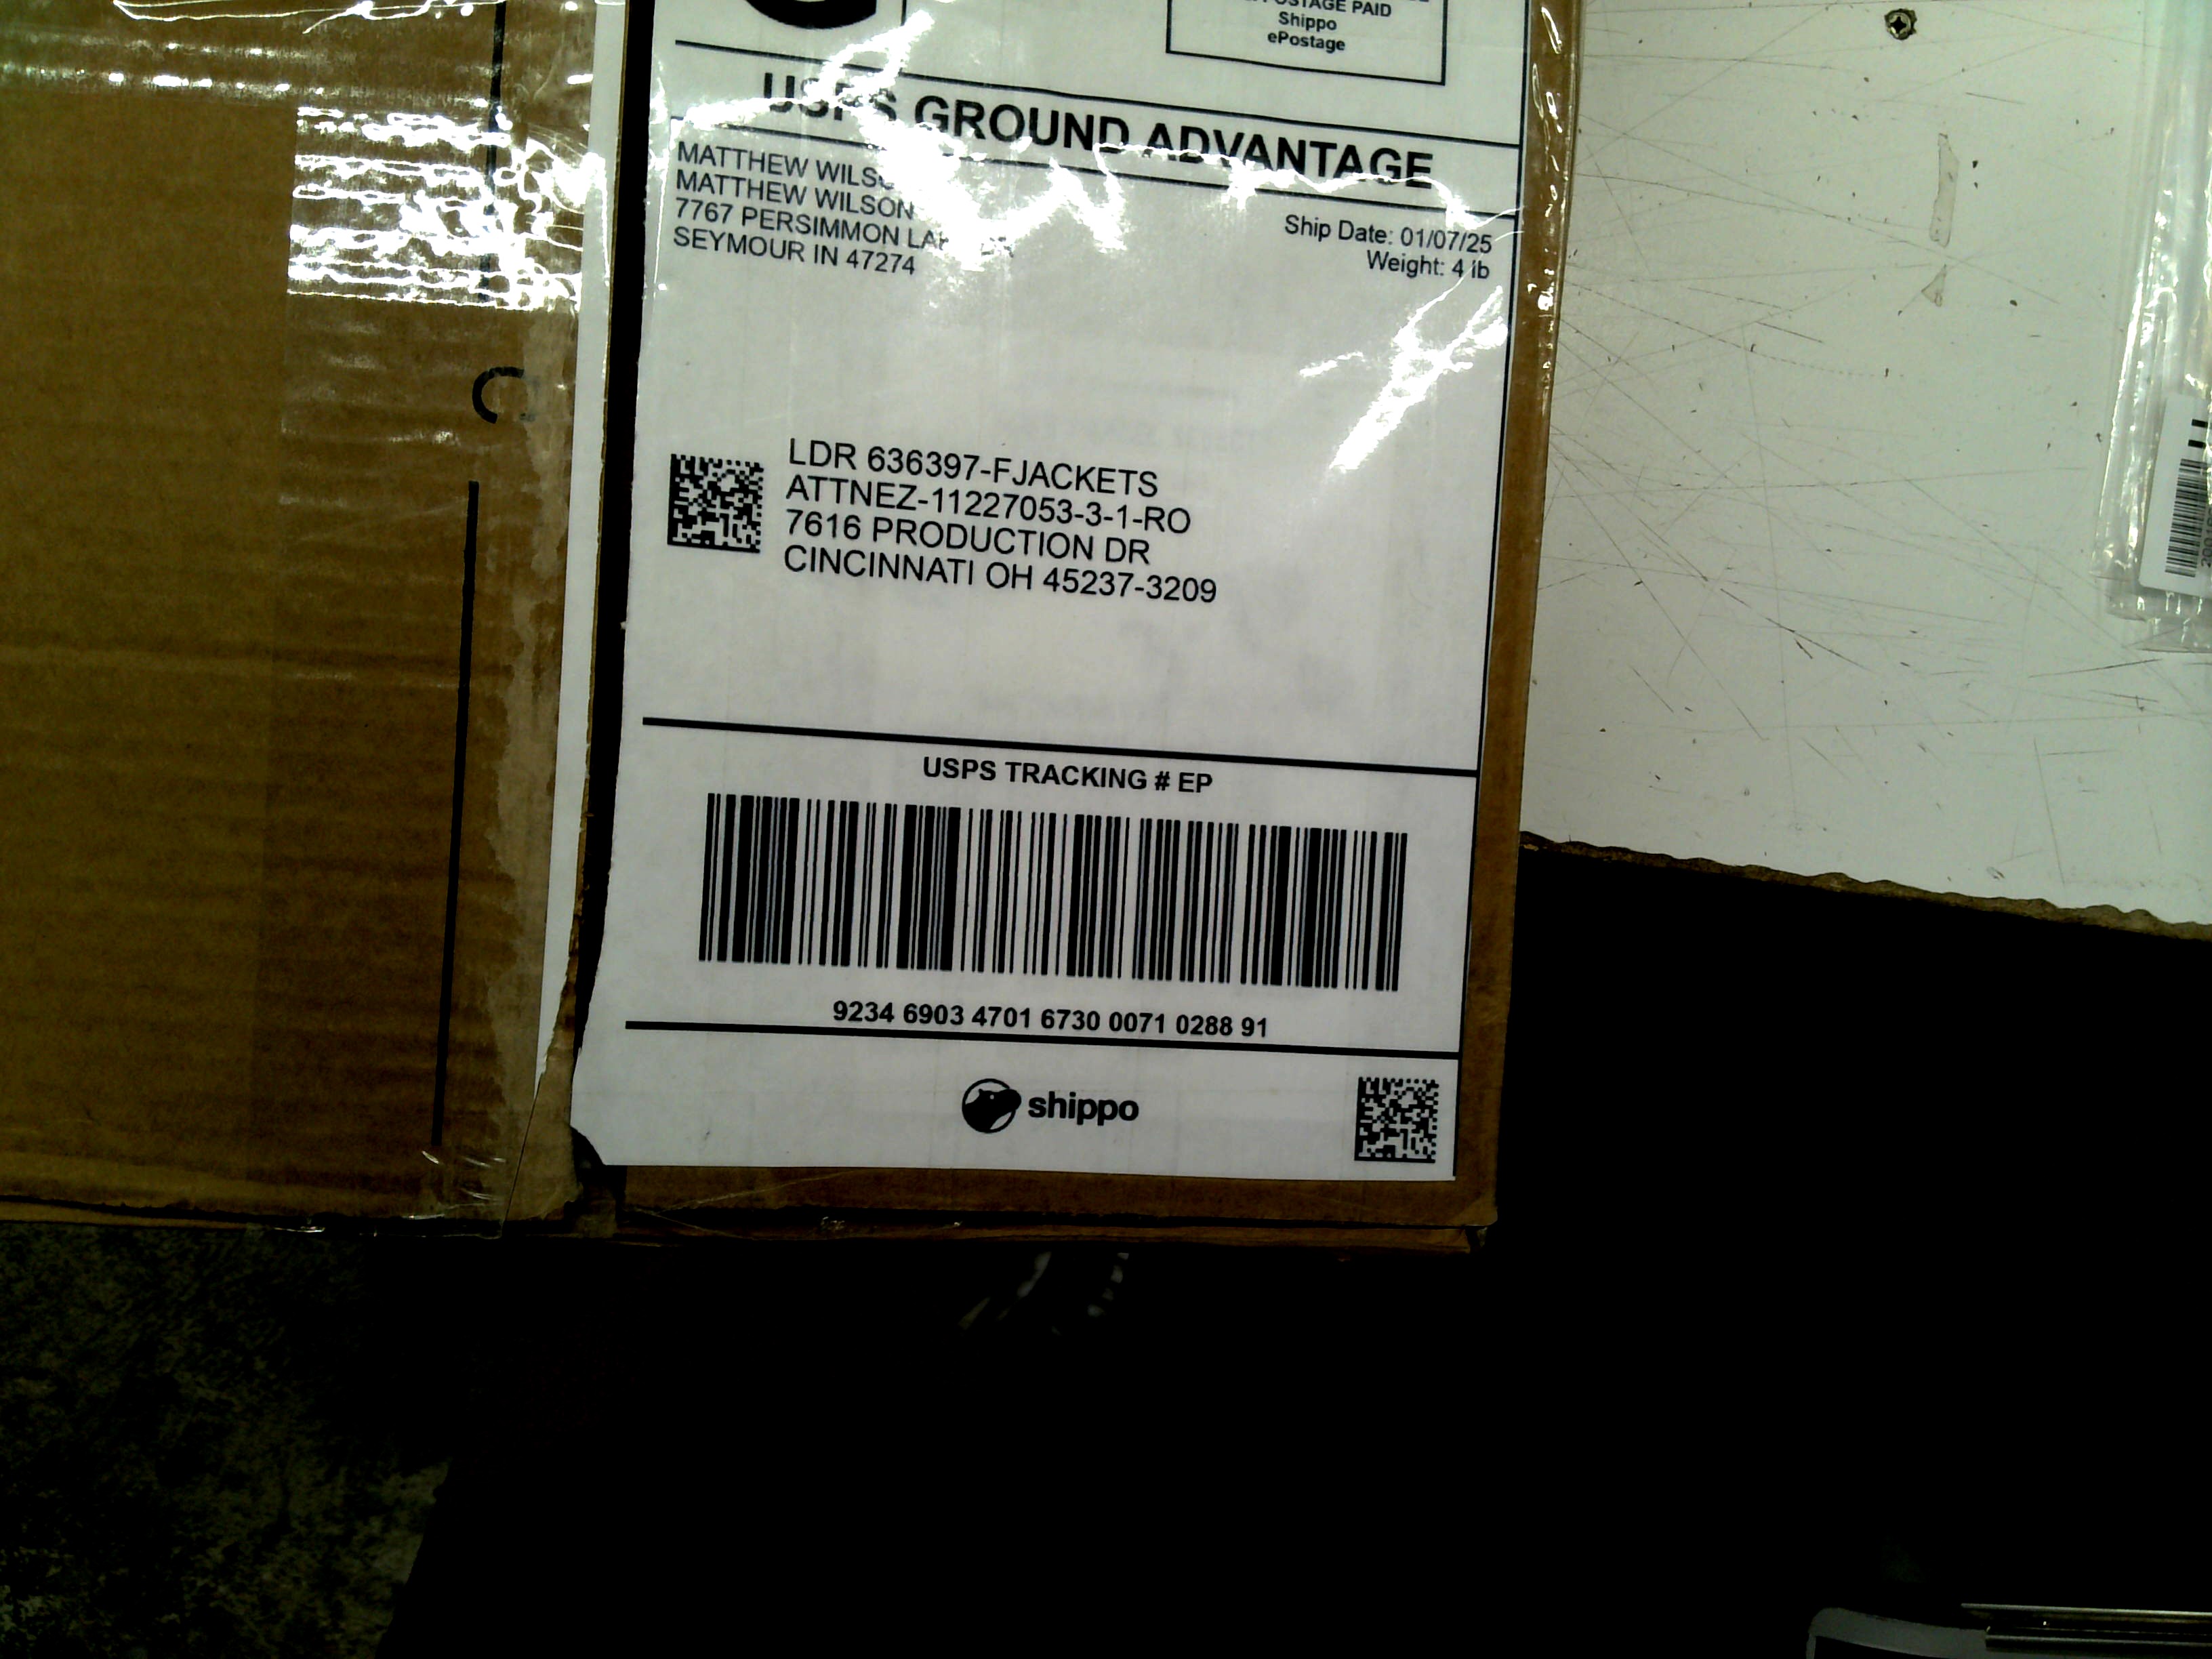 POSTAGE PAID
Shippo
ePostage
USPS GROUND ADVANTAGE
MATTHEW
MATTHEW WILSON
7767 PERSIMMON
SEYMOUR IN 47274
Ship Date: 01/07/25
Weight: 4 lb
LDR 636397-FJACKETS
ATTNEZ-11227053-3-1-RO
7616 PRODUCTION DR
CINCINNATI OH 45237-3209
USPS TRACKING # EP
9234 6903 4701 6730 0071 0288 91
shippo